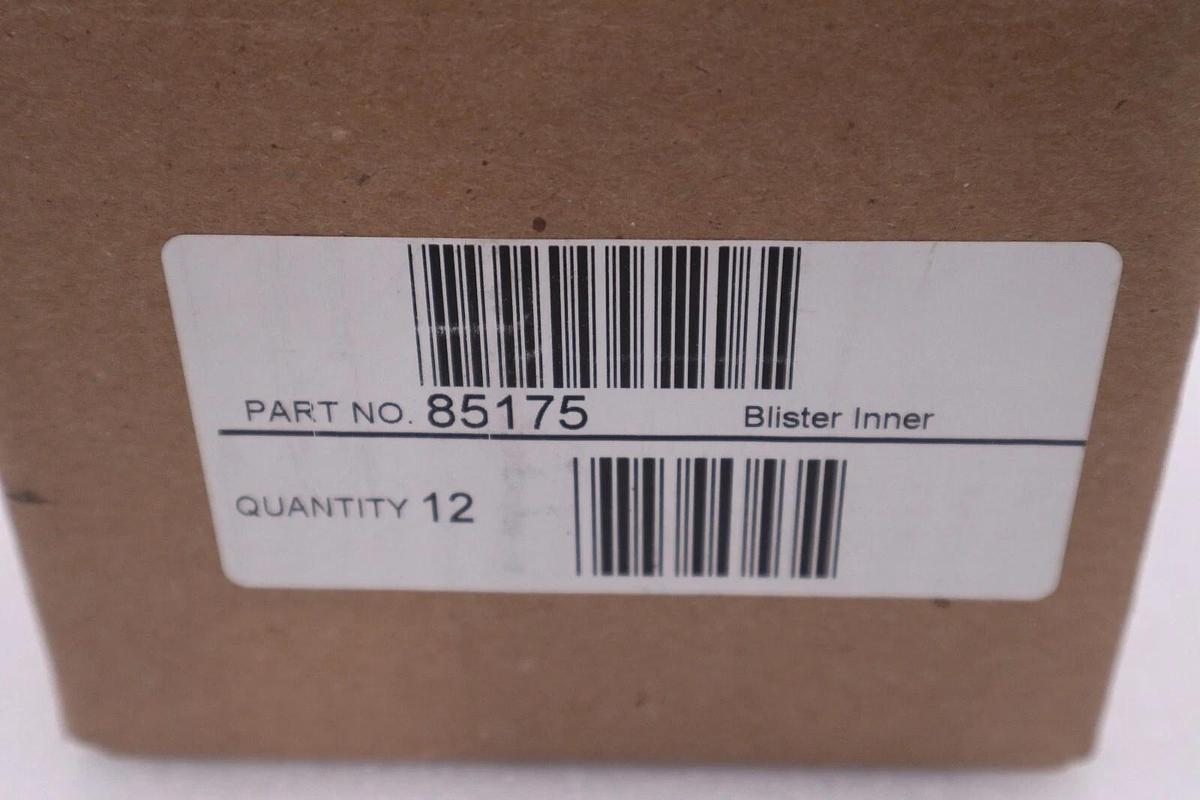 PART NO. 85175 Blister Inner
QUANTITY 12